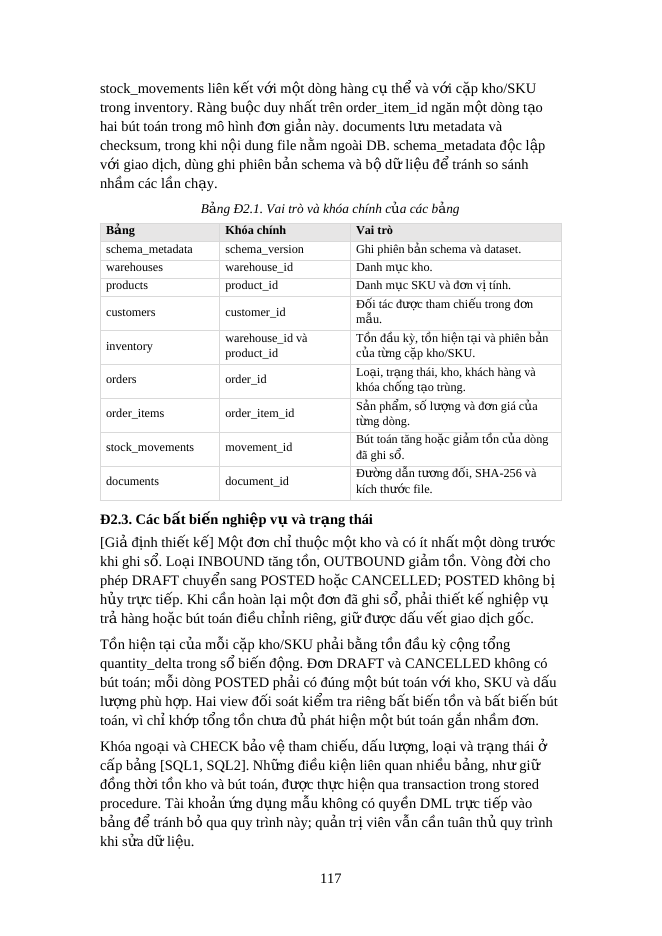 stock_movements liên kết với một dòng hàng cụ thể và với cặp kho/SKU
trong inventory. Ràng buộc duy nhất trên order_item_id ngăn một dòng tạo
hai bút toán trong mô hình đơn giản này. documents lưu metadata và
checksum, trong khi nội dung file nằm ngoài DB. schema_metadata độc lập
với giao dịch, dùng ghi phiên bản schema và bộ dữ liệu để tránh so sánh
nhầm các lần chạy.
Bảng Đ2.1. Vai trò và khóa chính của các bảng
Bảng Khóa chính Vai trò
schema_metadata schema_version Ghi phiên bản schema và dataset.
warehouses warehouse_id Danh mục kho.
products product_id Danh mục SKU và đơn vị tính.
customers customer_id Đối tác được tham chiếu trong đơn
mẫu.
inventory warehouse_id và
product_id Tồn đầu kỳ, tồn hiện tại và phiên bản
của từng cặp kho/SKU.
orders order_id Loại, trạng thái, kho, khách hàng và
khóa chống tạo trùng.
order_items order_item_id Sản phẩm, số lượng và đơn giá của
từng dòng.
stock_movements movement_id Bút toán tăng hoặc giảm tồn của dòng
đã ghi sổ.
documents document_id Đường dẫn tương đối, SHA-256 và
kích thước file.
Đ2.3. Các bất biến nghiệp vụ và trạng thái
[Giả định thiết kế] Một đơn chỉ thuộc một kho và có ít nhất một dòng trước
khi ghi sổ. Loại INBOUND tăng tồn, OUTBOUND giảm tồn. Vòng đời cho
phép DRAFT chuyển sang POSTED hoặc CANCELLED; POSTED không bị
hủy trực tiếp. Khi cần hoàn lại một đơn đã ghi sổ, phải thiết kế nghiệp vụ
trả hàng hoặc bút toán điều chỉnh riêng, giữ được dấu vết giao dịch gốc.
Tồn hiện tại của mỗi cặp kho/SKU phải bằng tồn đầu kỳ cộng tổng
quantity_delta trong sổ biến động. Đơn DRAFT và CANCELLED không có
bút toán; mỗi dòng POSTED phải có đúng một bút toán với kho, SKU và dấu
lượng phù hợp. Hai view đối soát kiểm tra riêng bất biến tồn và bất biến bút
toán, vì chỉ khớp tổng tồn chưa đủ phát hiện một bút toán gắn nhầm đơn.
Khóa ngoại và CHECK bảo vệ tham chiếu, dấu lượng, loại và trạng thái ở
cấp bảng [SQL1, SQL2]. Những điều kiện liên quan nhiều bảng, như giữ
đồng thời tồn kho và bút toán, được thực hiện qua transaction trong stored
procedure. Tài khoản ứng dụng mẫu không có quyền DML trực tiếp vào
bảng để tránh bỏ qua quy trình này; quản trị viên vẫn cần tuân thủ quy trình
khi sửa dữ liệu.
117